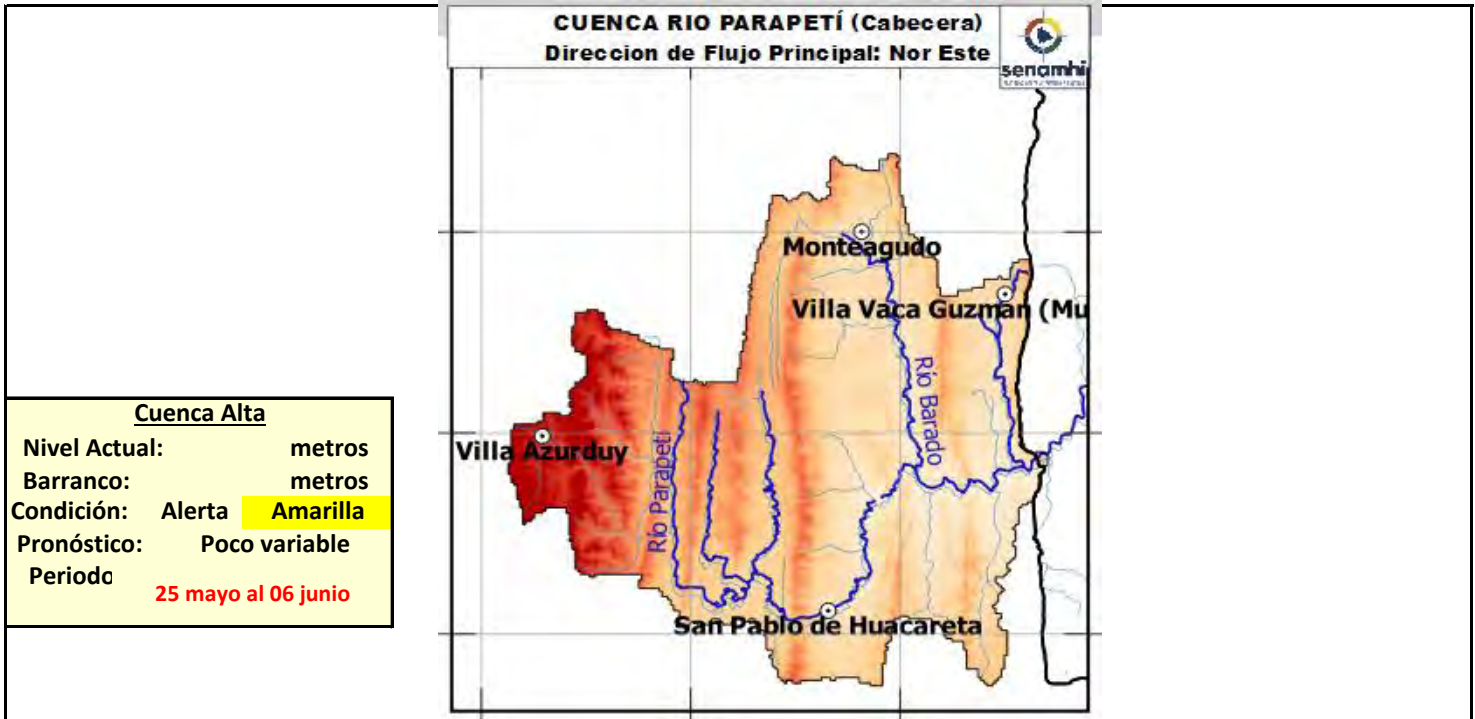 CUENCA RIO PARAPETÍ (Cabecera)
Direccion de Flujo Principal: Nor Este
senamhi
Monteagudo
Villa Vaca Guzmán (Mu
Río Barado
Villa Azurduy
Río Parapetí
San Pablo de Huacareta
Cuenca Alta
Nivel Actual: metros
Barranco: metros
Condición: Alerta Amarilla
Pronóstico: Poco variable
Periodo
25 mayo al 06 junio